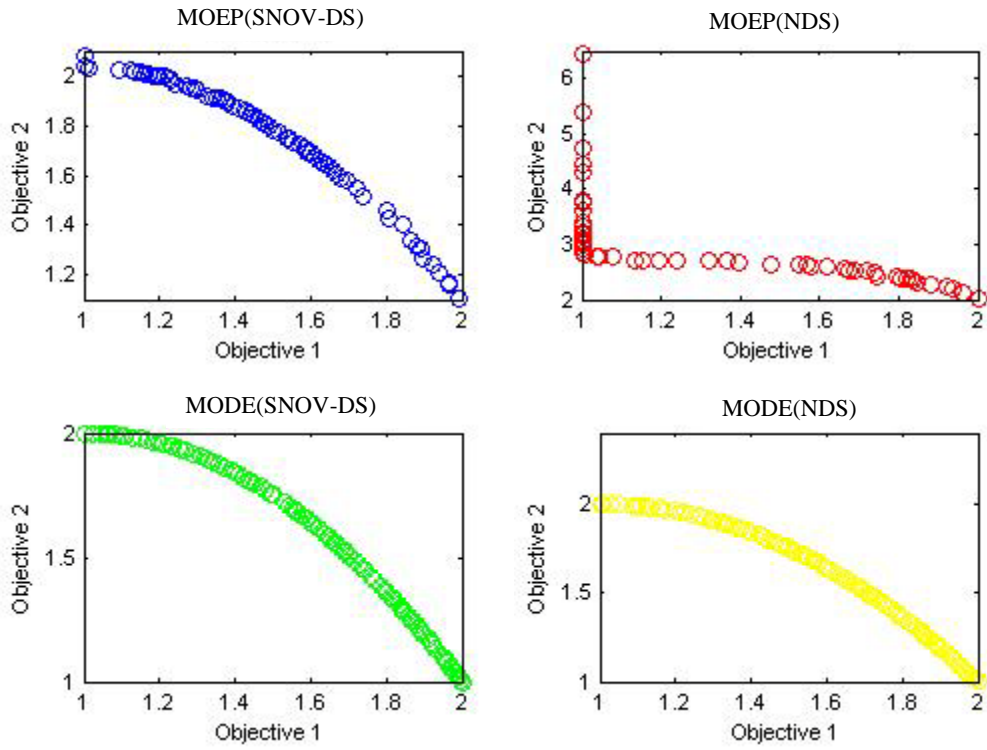 MOEP(SNOV-DS)
2
1.8
1.6
1.4
1.2
Objective 2
1 1.2 1.4 1.6 1.8 2
Objective 1
MOEP(NDS)
6
5
4
3
2
Objective 2
1 1.2 1.4 1.6 1.8 2
Objective 1
MODE(SNOV-DS)
2
1.5
1
Objective 2
1 1.2 1.4 1.6 1.8 2
Objective 1
MODE(NDS)
2
1.5
1
Objective 2
1 1.2 1.4 1.6 1.8 2
Objective 1